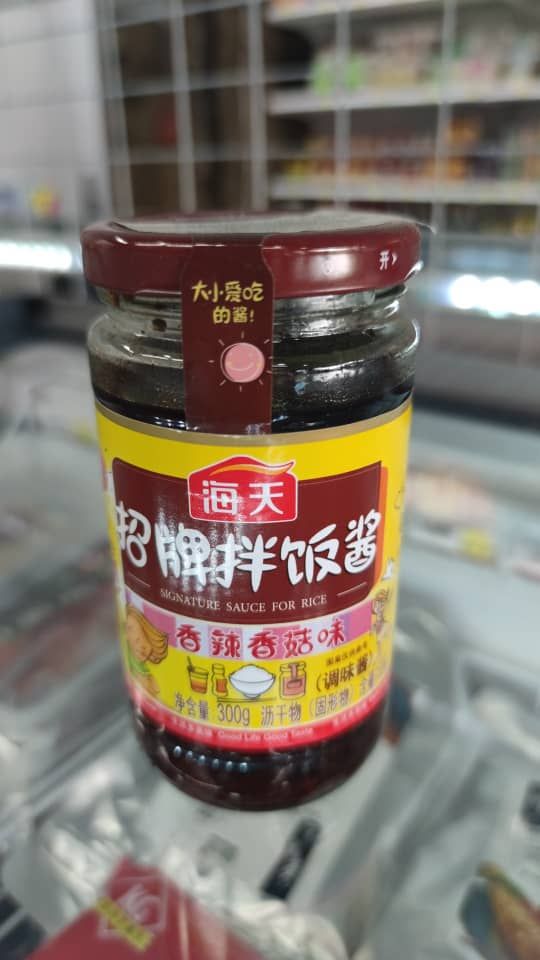 开
大小爱吃
的酱!
海天
招牌拌饭酱
SIGNATURE SAUCE FOR RICE
香辣香菇味
(调味酱)
净含量 300g 沥干物 (固形物) 含量
Good Life Good Taste